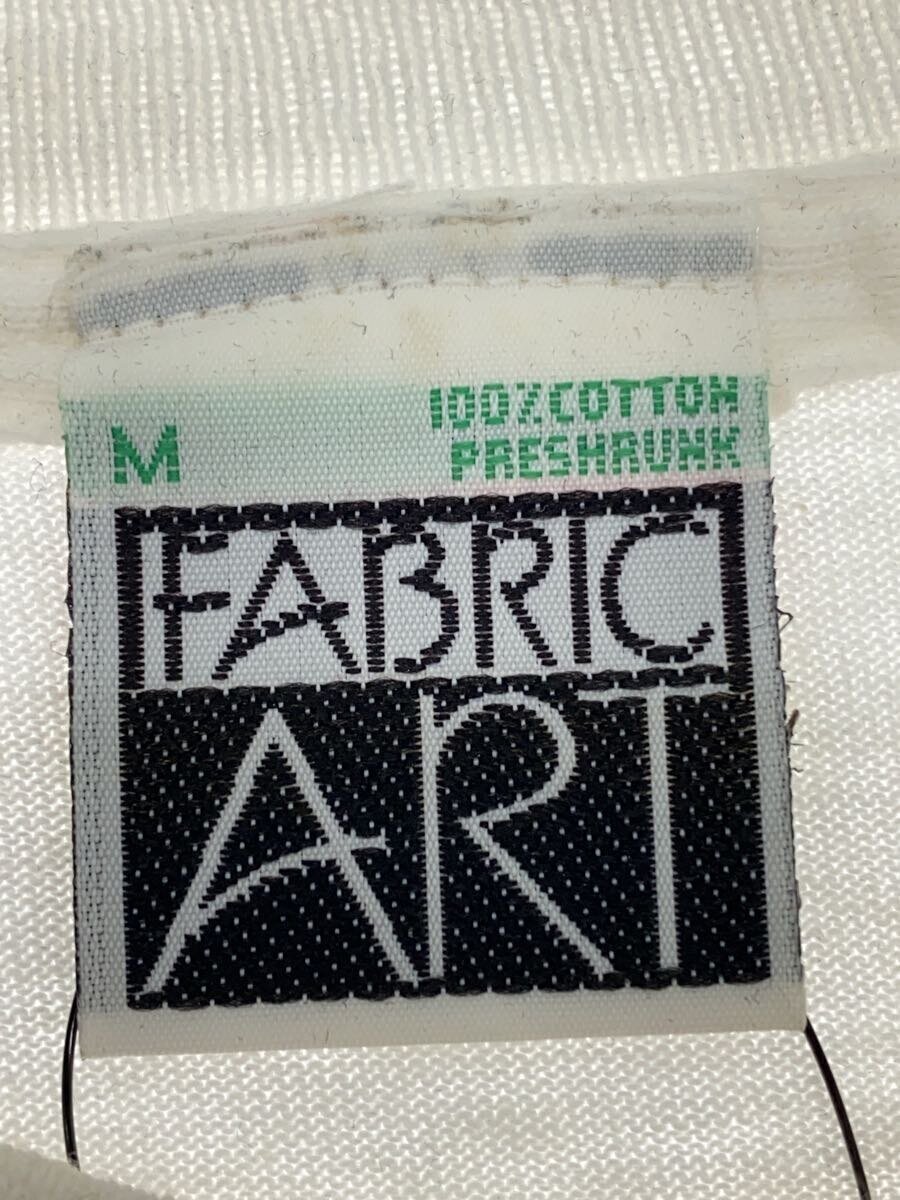 M
100% COTTON
PRESHRUNK
FABRIC
ART